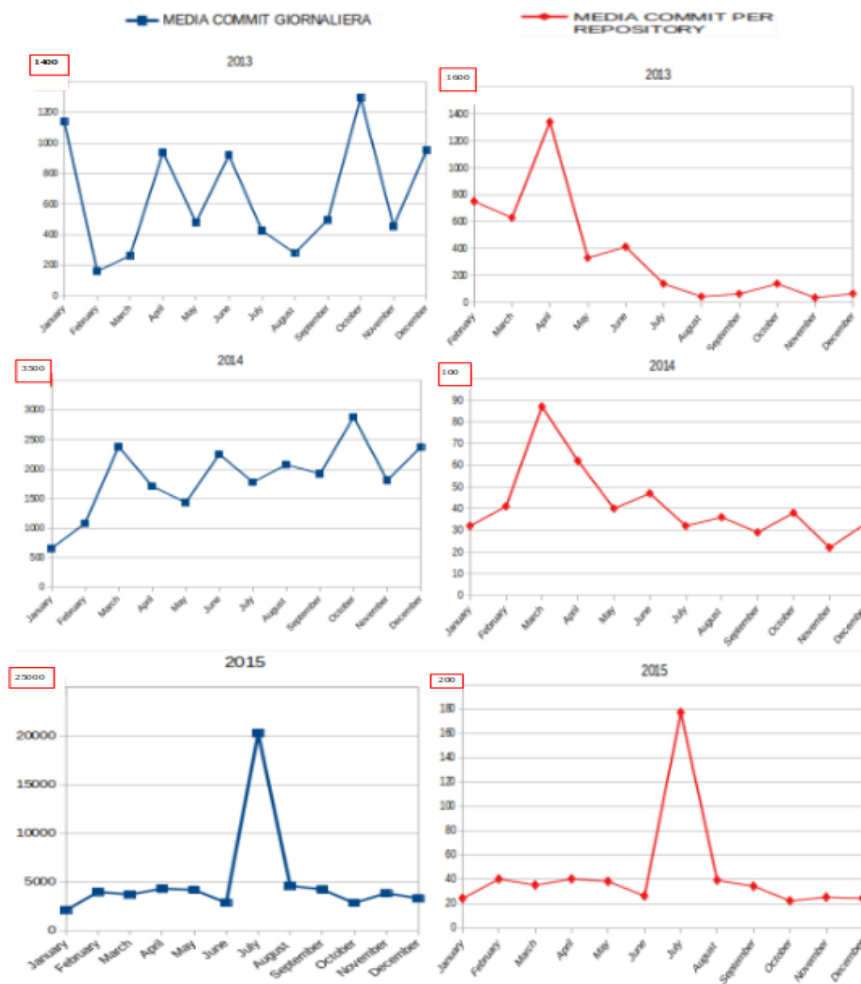 MEDIA COMMIT GIORNALIERA
MEDIA COMMIT PER
REPOSITORY
2013
1400
1200
1000
800
600
400
200
0
January
February
March
April
May
June
July
August
September
October
November
December
2013
1600
1400
1200
1000
800
600
400
200
0
February
March
April
May
June
July
August
September
October
November
December
2014
3500
3000
2500
2000
1500
1000
500
0
January
February
March
April
May
June
July
August
September
October
November
December
2014
100
90
80
70
60
50
40
30
20
10
0
January
February
March
April
May
June
July
August
September
October
November
December
2015
25000
20000
15000
10000
5000
0
January
February
March
April
May
June
July
August
September
October
November
December
2015
200
180
160
140
120
100
80
60
40
20
0
January
February
March
April
May
June
July
August
September
October
November
December